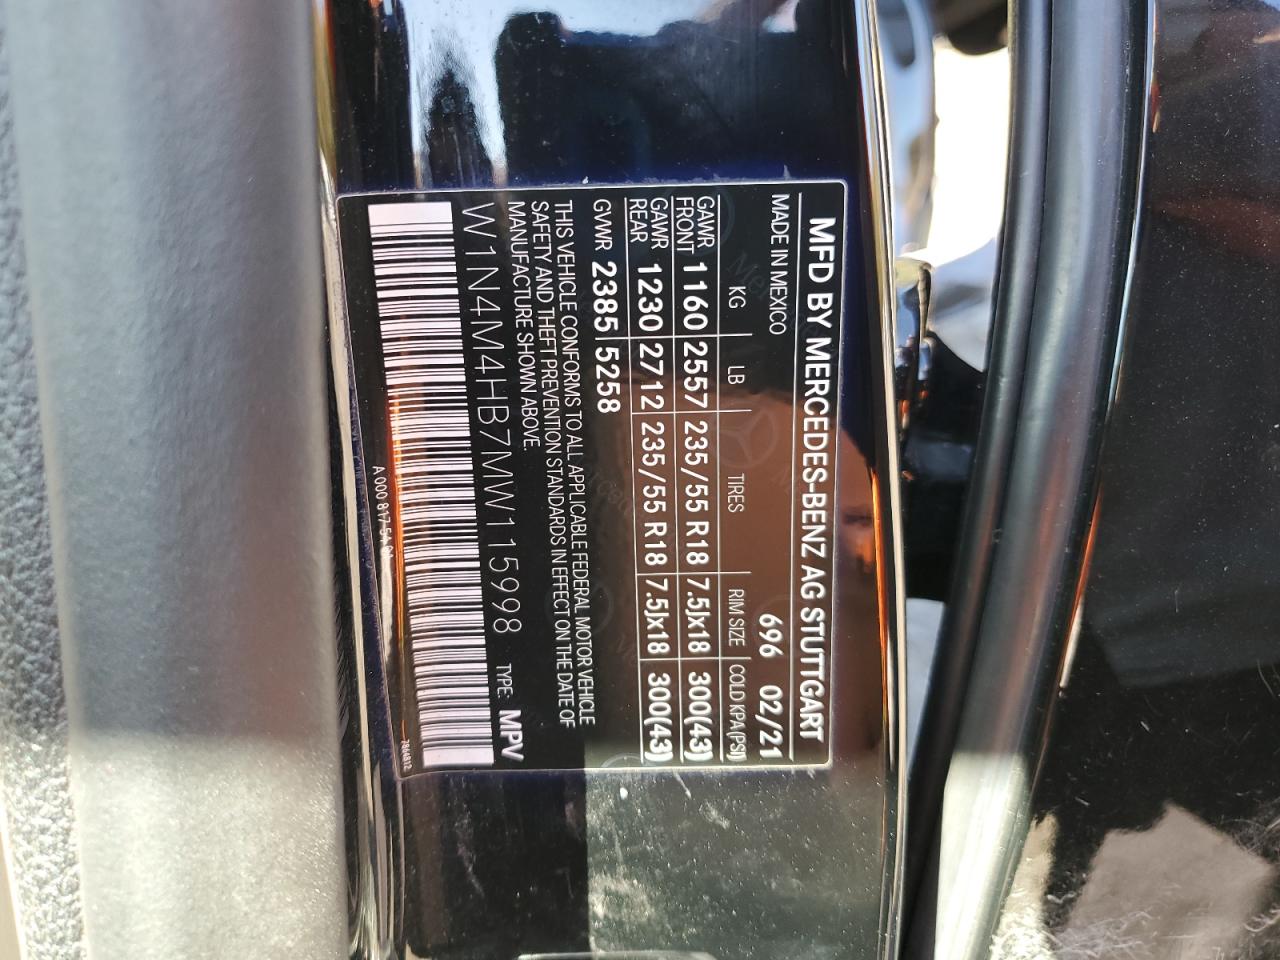 MFD BY MERCEDES-BENZ AG STUTTGART
MADE IN MEXICO 696 02/21
KG LB TIRES RIM SIZE COLD KPA(PSI)
GAWR FRONT 1160 2557 235/55 R18 7.5Jx18 300(43)
GAWR REAR 1230 2712 235/55 R18 7.5Jx18 300(43)
GVWR 2385 5258
THIS VEHICLE CONFORMS TO ALL APPLICABLE FEDERAL MOTOR VEHICLE
SAFETY AND THEFT PREVENTION STANDARDS IN EFFECT ON THE DATE OF
MANUFACTURE SHOWN ABOVE.
W1N4M4HB7MW115998 TYPE: MPV
A 000 817
7864812